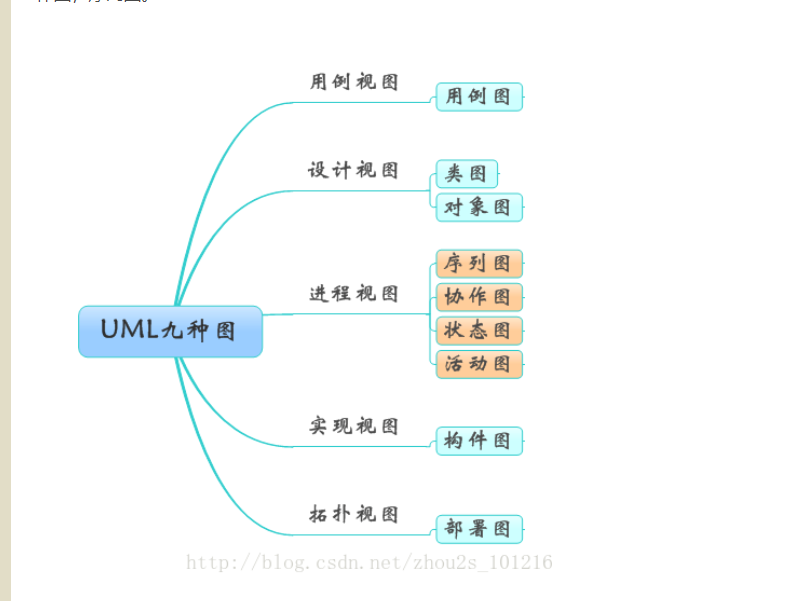 用例视图
用例图
设计视图
类图
对象图
序列图
进程视图
协作图
UML九种图
状态图
活动图
实现视图
构件图
拓扑视图
部署图
http://blog.csdn.net/zhou2s_101216